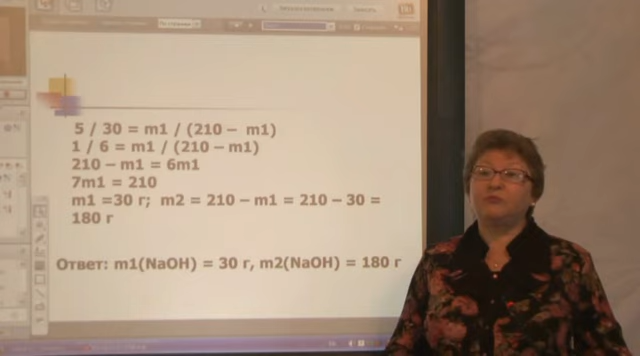 5 / 30 = m1 / (210 – m1)
1 / 6 = m1 / (210 – m1)
210 – m1 = 6m1
7m1 = 210
m1 =30 г; m2 = 210 – m1 = 210 – 30 =
180 г
Ответ: m1(NaOH) = 30 г, m2(NaOH) = 180 г